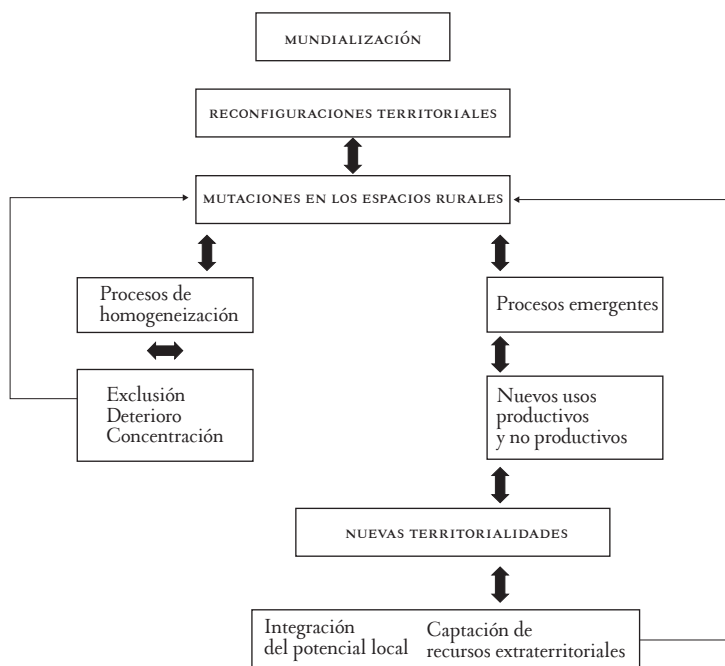 MUNDIALIZACIÓN
RECONFIGURACIONES TERRITORIALES
MUTACIONES EN LOS ESPACIOS RURALES
Procesos de
homogeneización
Exclusión
Deterioro
Concentración
Procesos emergentes
Nuevos usos
productivos
y no productivos
NUEVAS TERRITORIALIDADES
Integración
del potencial local
Captación de
recursos extraterritoriales